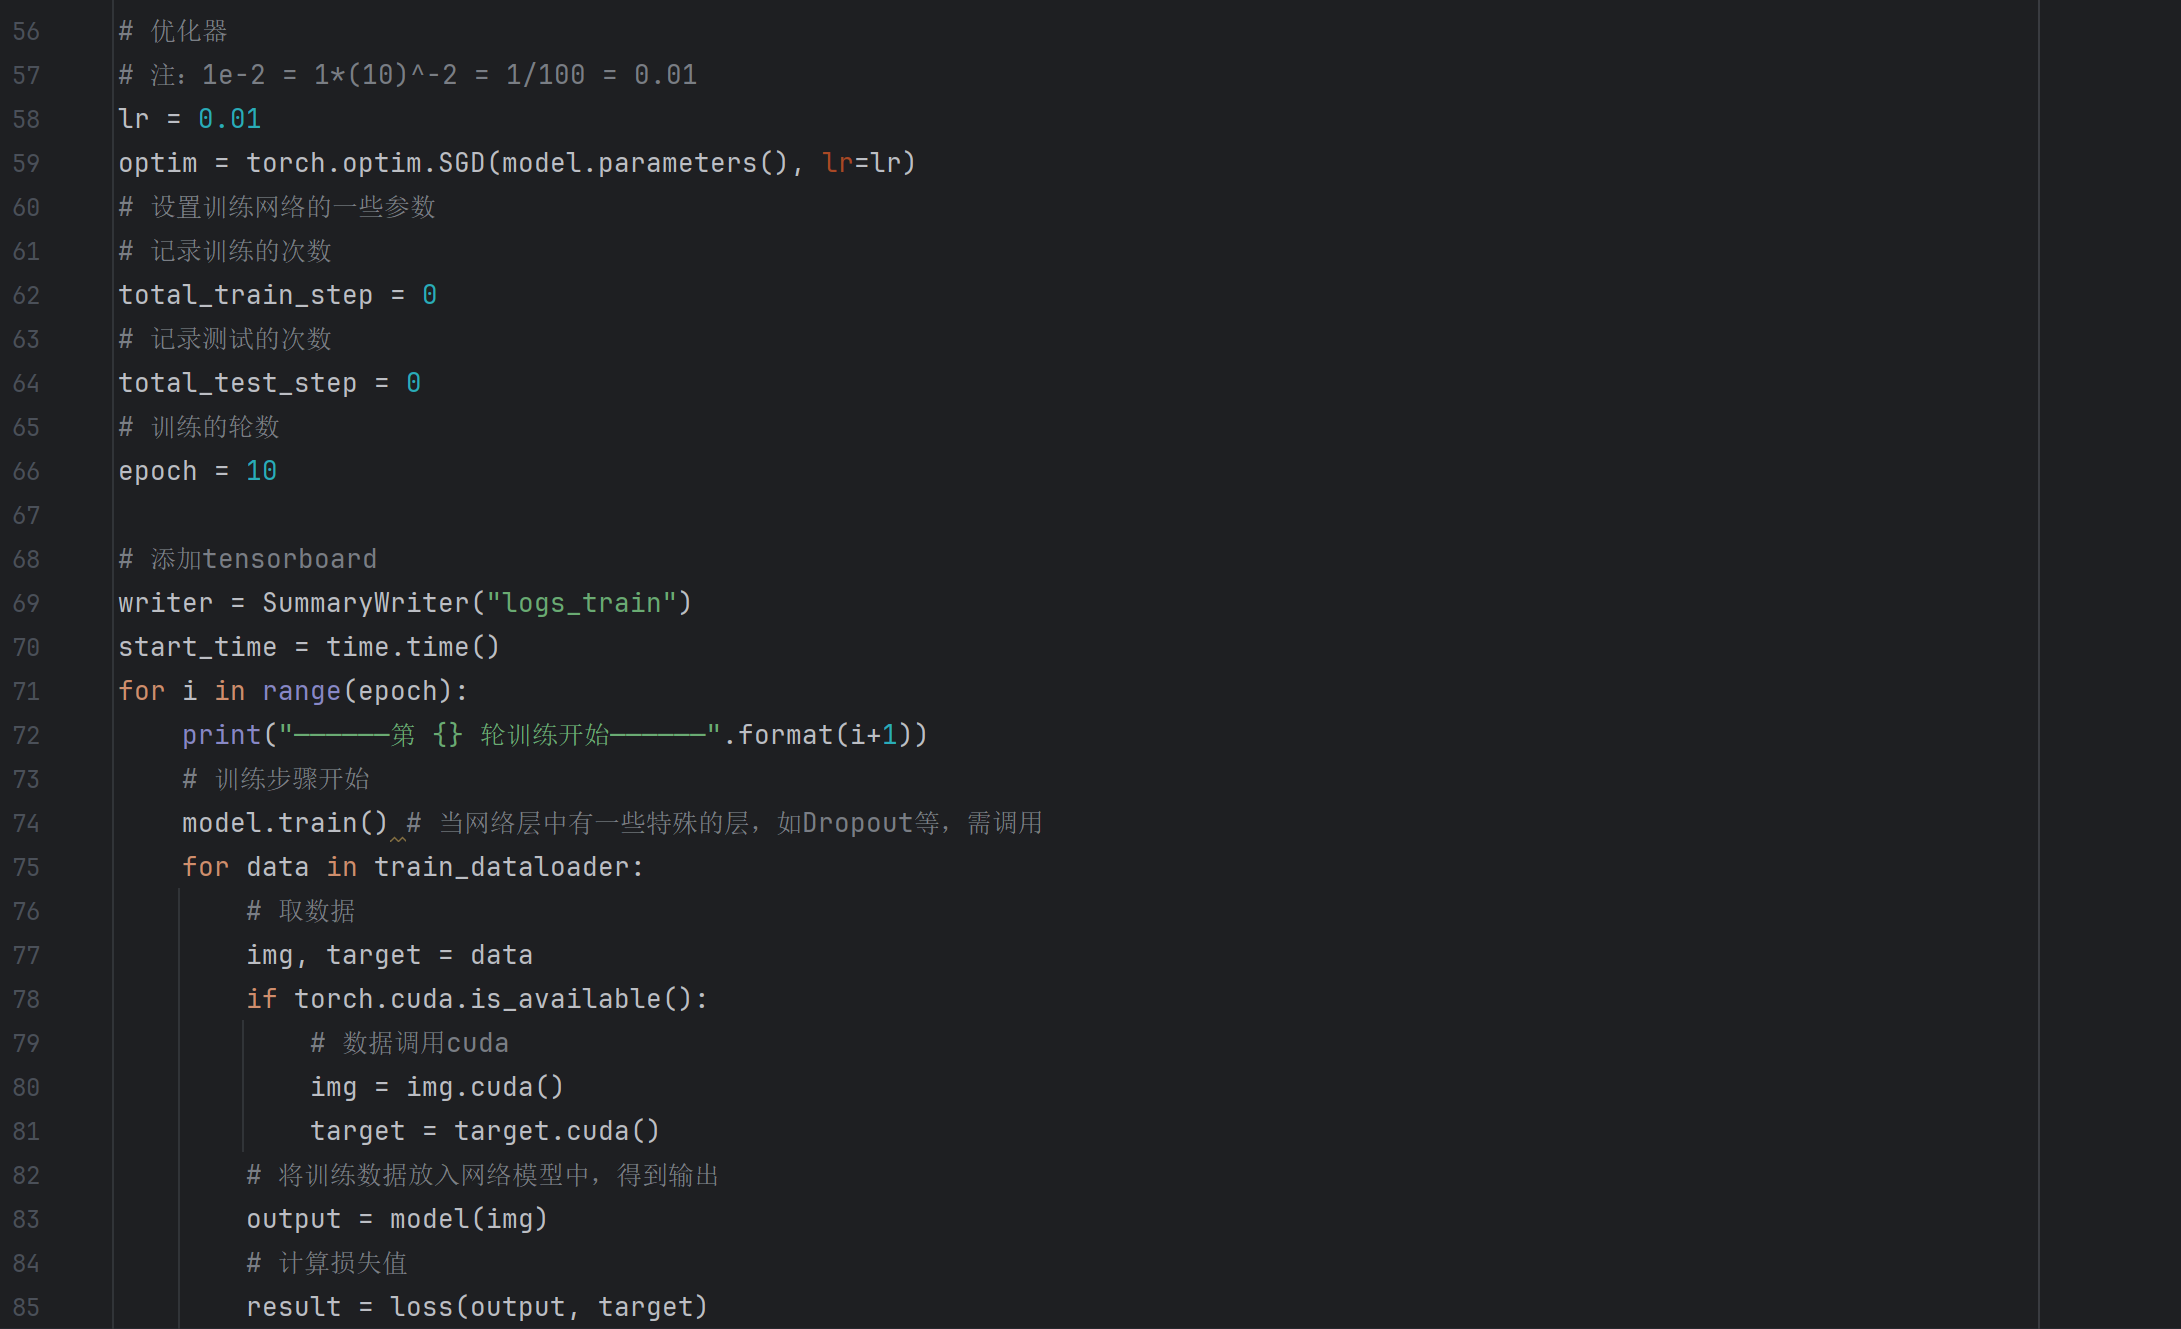 56 # 优化器
57 # 注：1e-2 = 1*(10)^-2 = 1/100 = 0.01
58 lr = 0.01
59 optim = torch.optim.SGD(model.parameters(), lr=lr)
60 # 设置训练网络的一些参数
61 # 记录训练的次数
62 total_train_step = 0
63 # 记录测试的次数
64 total_test_step = 0
65 # 训练的轮数
66 epoch = 10
67
68 # 添加tensorboard
69 writer = SummaryWriter("logs_train")
70 start_time = time.time()
71 for i in range(epoch):
72     print("——————第 {} 轮训练开始——————".format(i+1))
73     # 训练步骤开始
74     model.train() # 当网络层中有一些特殊的层，如Dropout等，需调用
75     for data in train_dataloader:
76         # 取数据
77         img, target = data
78         if torch.cuda.is_available():
79             # 数据调用cuda
80             img = img.cuda()
81             target = target.cuda()
82         # 将训练数据放入网络模型中，得到输出
83         output = model(img)
84         # 计算损失值
85         result = loss(output, target)